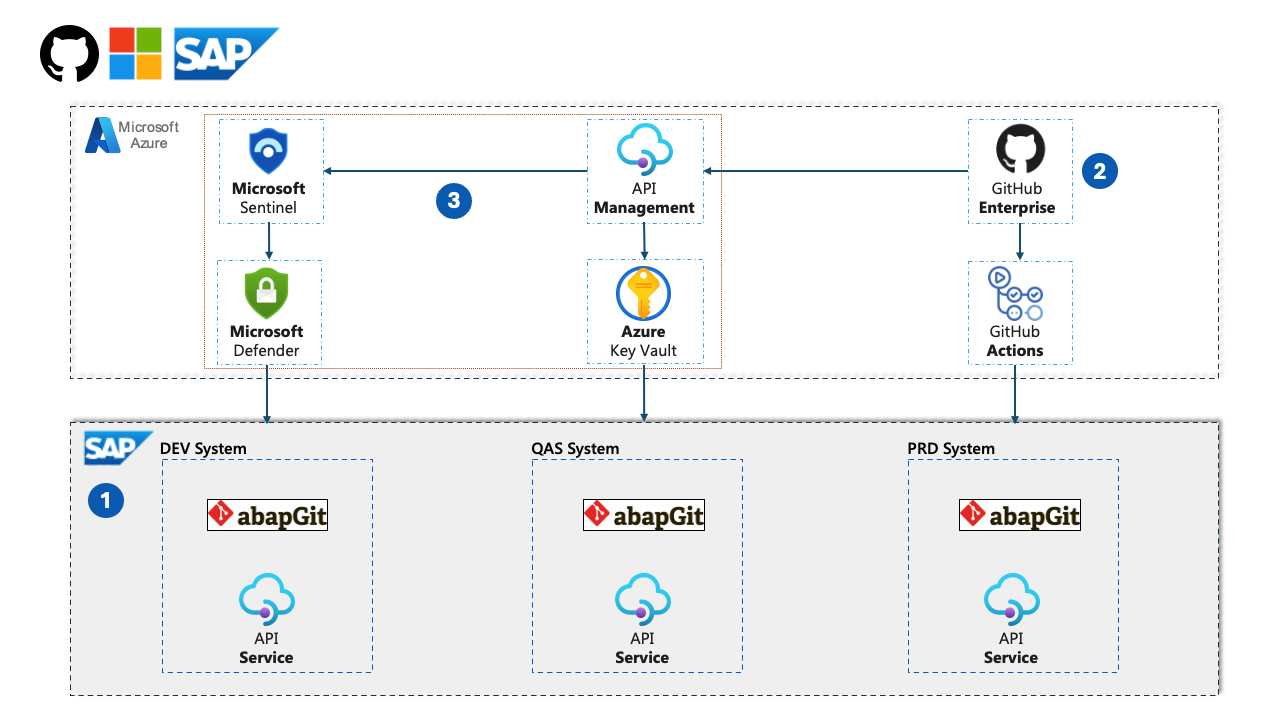 SAP
Microsoft
Azure
Microsoft
Sentinel
API
Management
GitHub
Enterprise
2
3
Microsoft
Defender
Azure
Key Vault
GitHub
Actions
SAP
DEV System
QAS System
PRD System
1
abapGit
abapGit
abapGit
API
Service
API
Service
API
Service